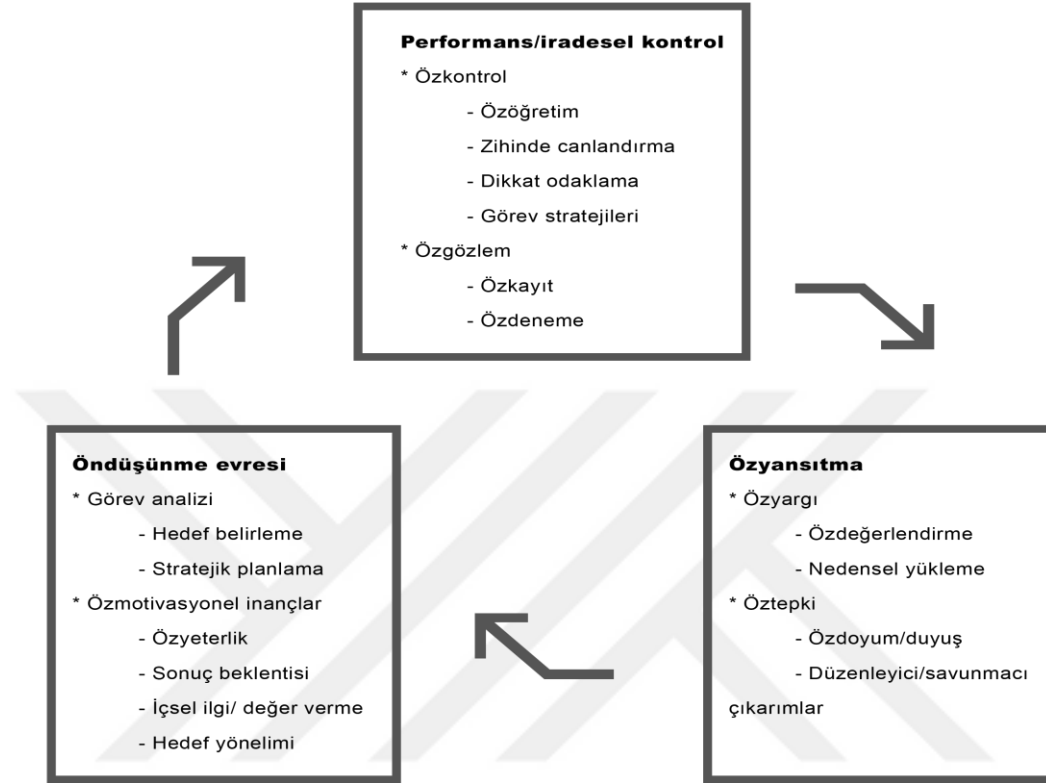 Performans/iradesel kontrol
* Özkontrol
- Özöğretim
- Zihinde canlandırma
- Dikkat odaklama
- Görev stratejileri
* Özgözlem
- Özkayıt
- Özdeneme
Öndüşünme evresi
* Görev analizi
- Hedef belirleme
- Stratejik planlama
* Özmotivasyonel inançlar
- Özyeterlik
- Sonuç beklentisi
- İçsel ilgi/ değer verme
- Hedef yönelimi
Özyansıtma
* Özyargı
- Özdeğerlendirme
- Nedensel yükleme
* Öztepki
- Özdoyum/duyuş
- Düzenleyici/savunmacı
çıkarımlar